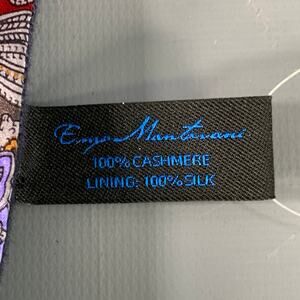 Enzo Mantovani
100% CASHMERE
LINING: 100% SILK